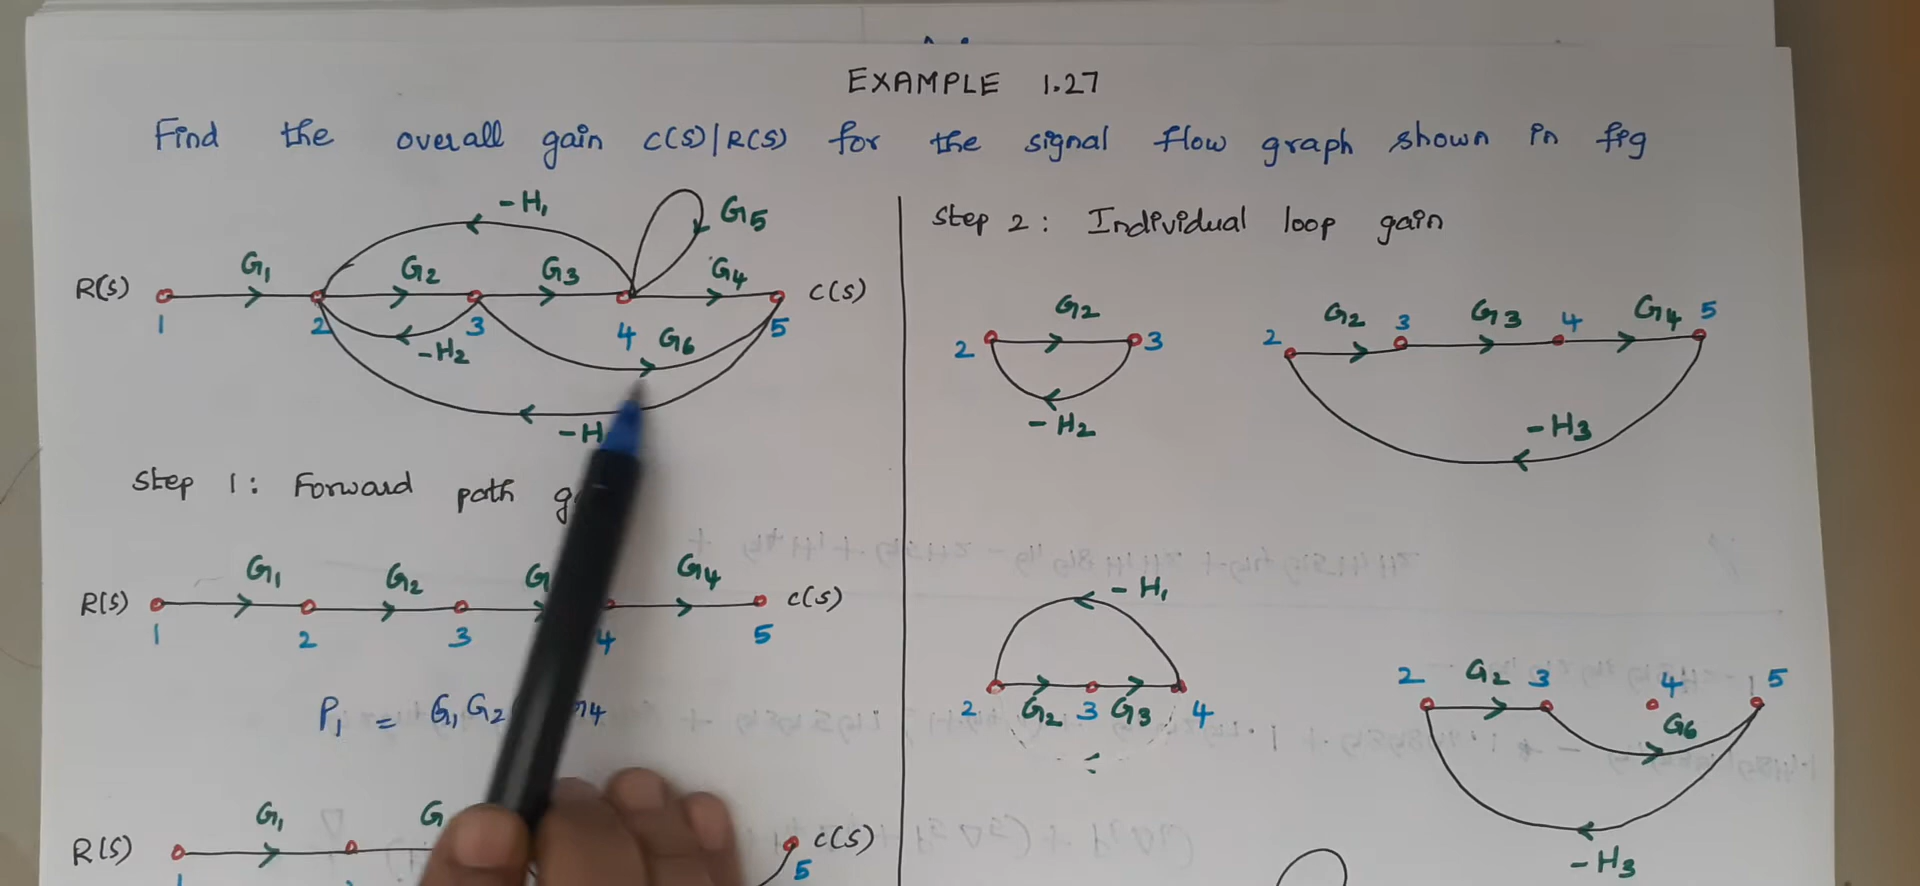 EXAMPLE 1.27
Find the overall gain C(S)/R(S) for the signal flow graph shown in fig
-H1
G5
R(S) G1 G2 G3 G4 C(S)
1 2 3 4 5
-H2 G6
-H
Step 1: Forward path
G1 G2 G G4
R(S) C(S)
1 2 3 4 5
P1 = G1 G2 G4
G1 G
R(S) C(S)
1 5
Step 2: Individual loop gain
G2
2 3
-H2
G2 G3 G4
2 3 4 5
-H3
-H1
2 G2 3 G3 4
2 G2 3 4 5
G6
-H3